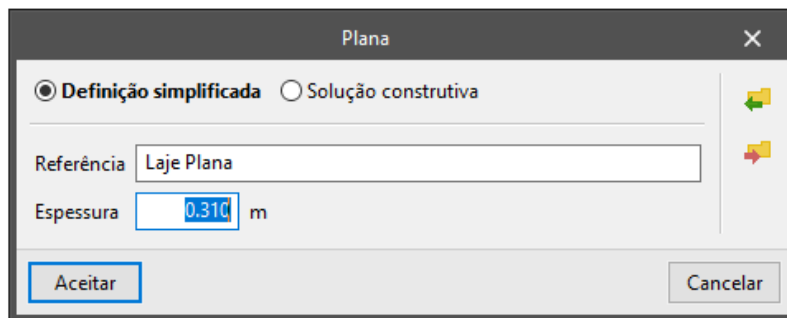 Plana
Definição simplificada Solução construtiva
Referência Laje Plana
Espessura 0.310 m
Aceitar Cancelar